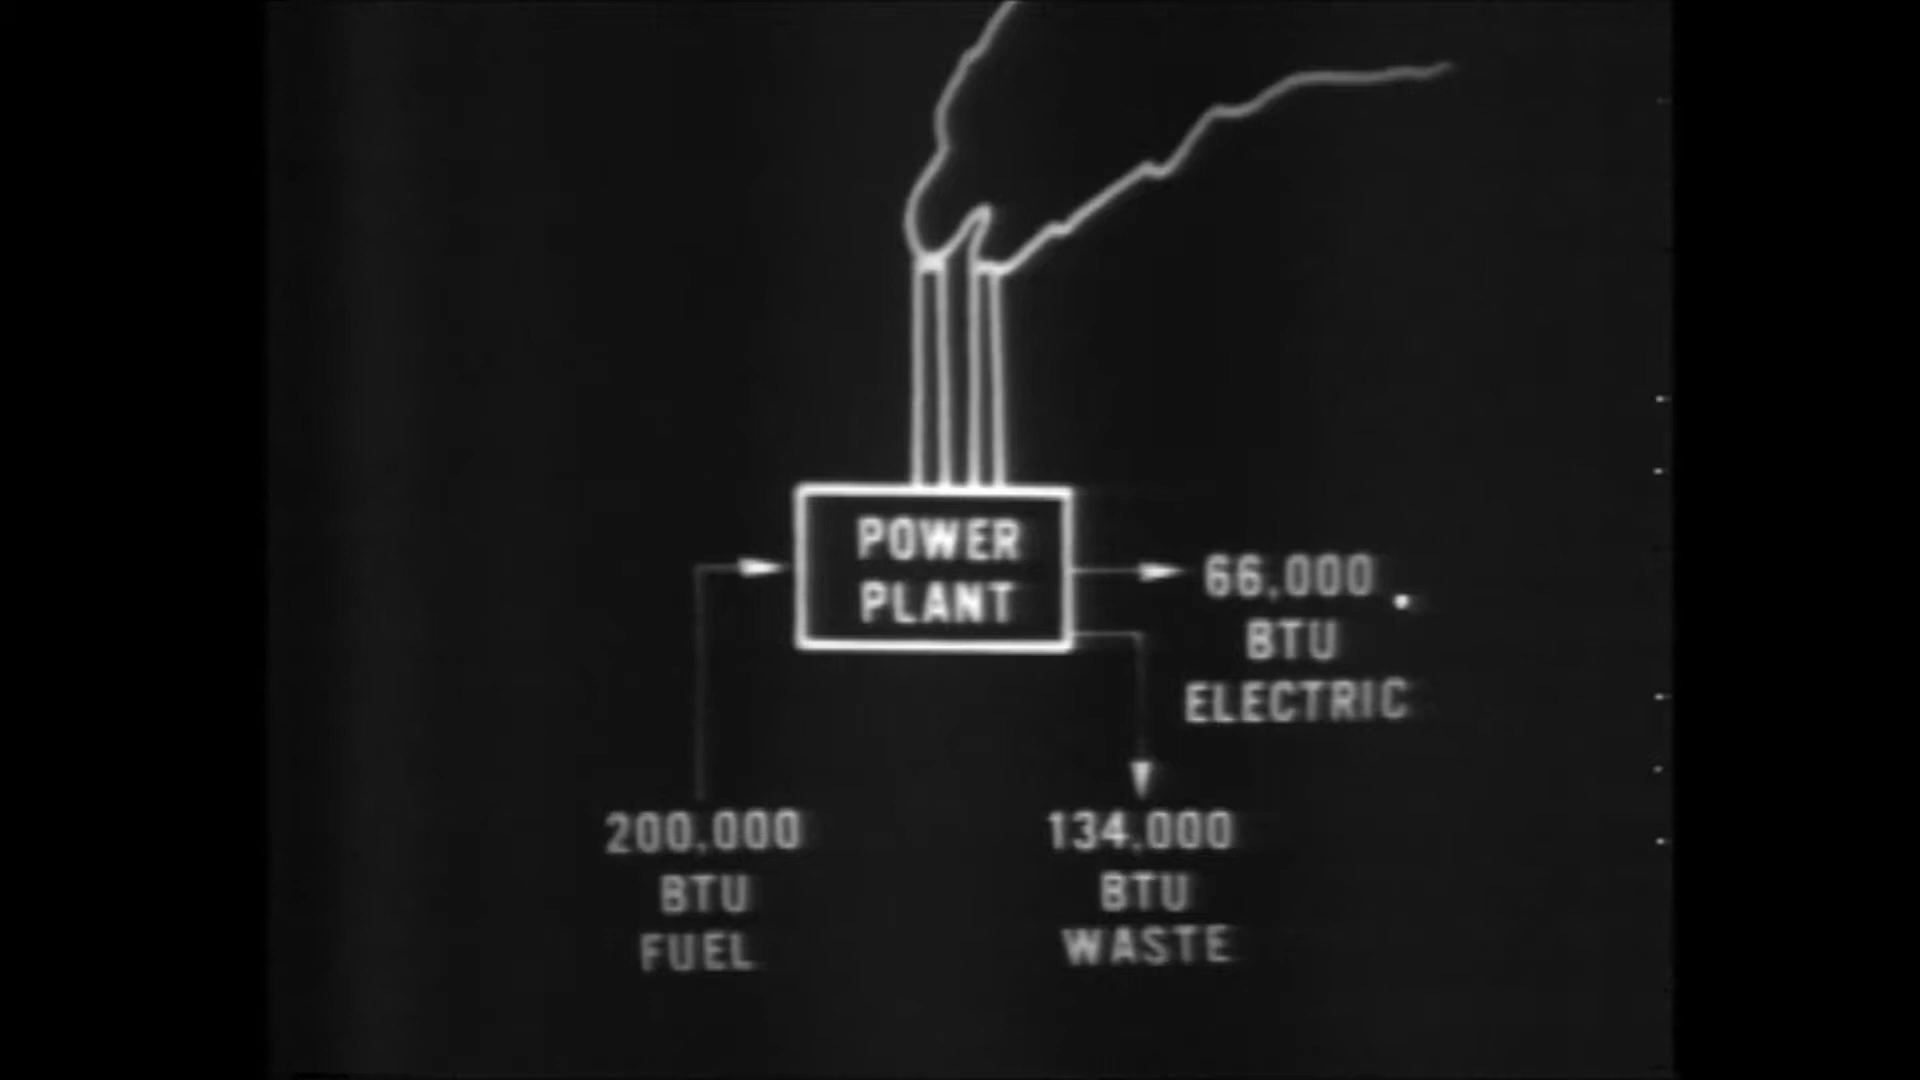 POWER
PLANT
66,000
BTU
ELECTRIC
200,000
BTU
FUEL
134,000
BTU
WASTE